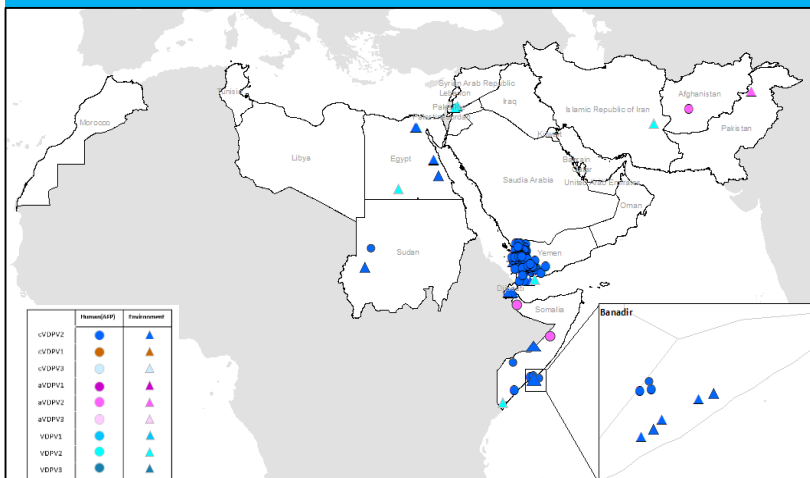 Syrian Arab Republic
Afghanistan
Tunisia
Lebanon
Iraq
Islamic Republic of Iran
Morocco
Pakistan
Kuwait
Libya
Egypt
Bahrain
Qatar
Saudi Arabia
United Arab Emirates
Oman
Sudan
Yemen
Djibouti
Somalia
Banadir
Human(AFP) Environment
cVDPV2
cVDPV1
cVDPV3
aVDPV1
aVDPV2
aVDPV3
VDPV1
VDPV2
VDPV3